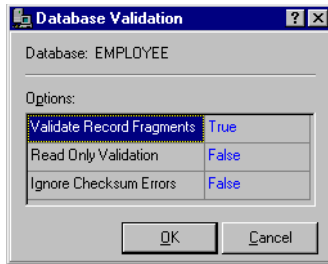 Database Validation
Database: EMPLOYEE
Options:
Validate Record Fragments True
Read Only Validation False
Ignore Checksum Errors False
OK Cancel